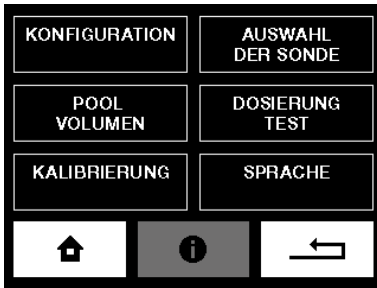 KONFIGURATION
AUSWAHL
DER SONDE
POOL
VOLUMEN
DOSIERUNG
TEST
KALIBRIERUNG
SPRACHE